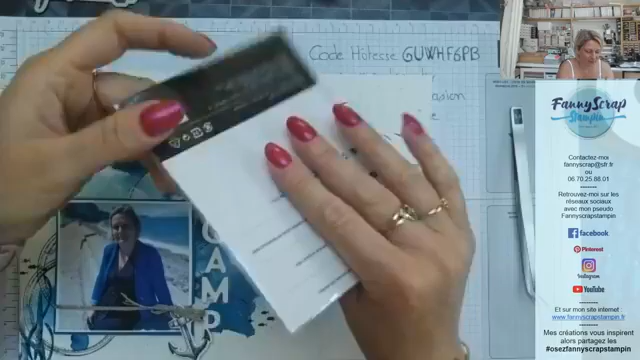 Code Hôtesse GUWHF6PB
FannyScrap
Stampin
Contactez-moi
fannyscrap@sfr.fr
ou
06.70.25.66.01
--------
Retrouvez-moi sur les
réseaux sociaux
avec mon pseudo
Fannyscrapstampin
--------
facebook
Pinterest
Instagram
YouTube
--------
Et sur mon site internet :
www.fannyscrapstampin.fr
--------
Mes créations vous inspirent
alors partagez les
#osezfannyscrapstampin
CAMP